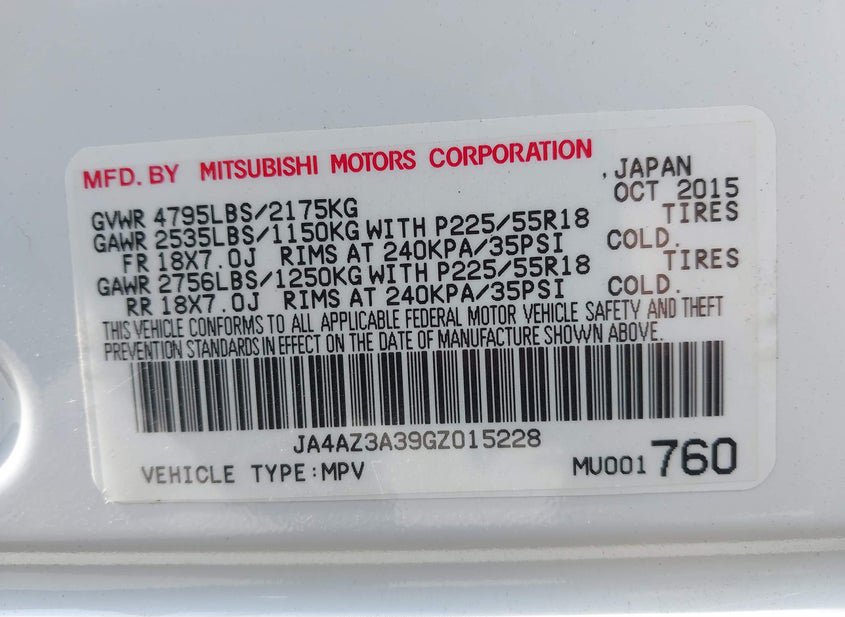 MFD. BY MITSUBISHI MOTORS CORPORATION , JAPAN
OCT 2015
GVWR 4795LBS/2175KG
GAWR 2535LBS/1150KG WITH P225/55R18 TIRES
FR 18X7.0J RIMS AT 240KPA/35PSI COLD.
GAWR 2756LBS/1250KG WITH P225/55R18 TIRES
RR 18X7.0J RIMS AT 240KPA/35PSI COLD.
THIS VEHICLE CONFORMS TO ALL APPLICABLE FEDERAL MOTOR VEHICLE SAFETY AND THEFT
PREVENTION STANDARDS IN EFFECT ON THE DATE OF MANUFACTURE SHOWN ABOVE.
JA4AZ3A39GZ015228
VEHICLE TYPE:MPV MU001 760